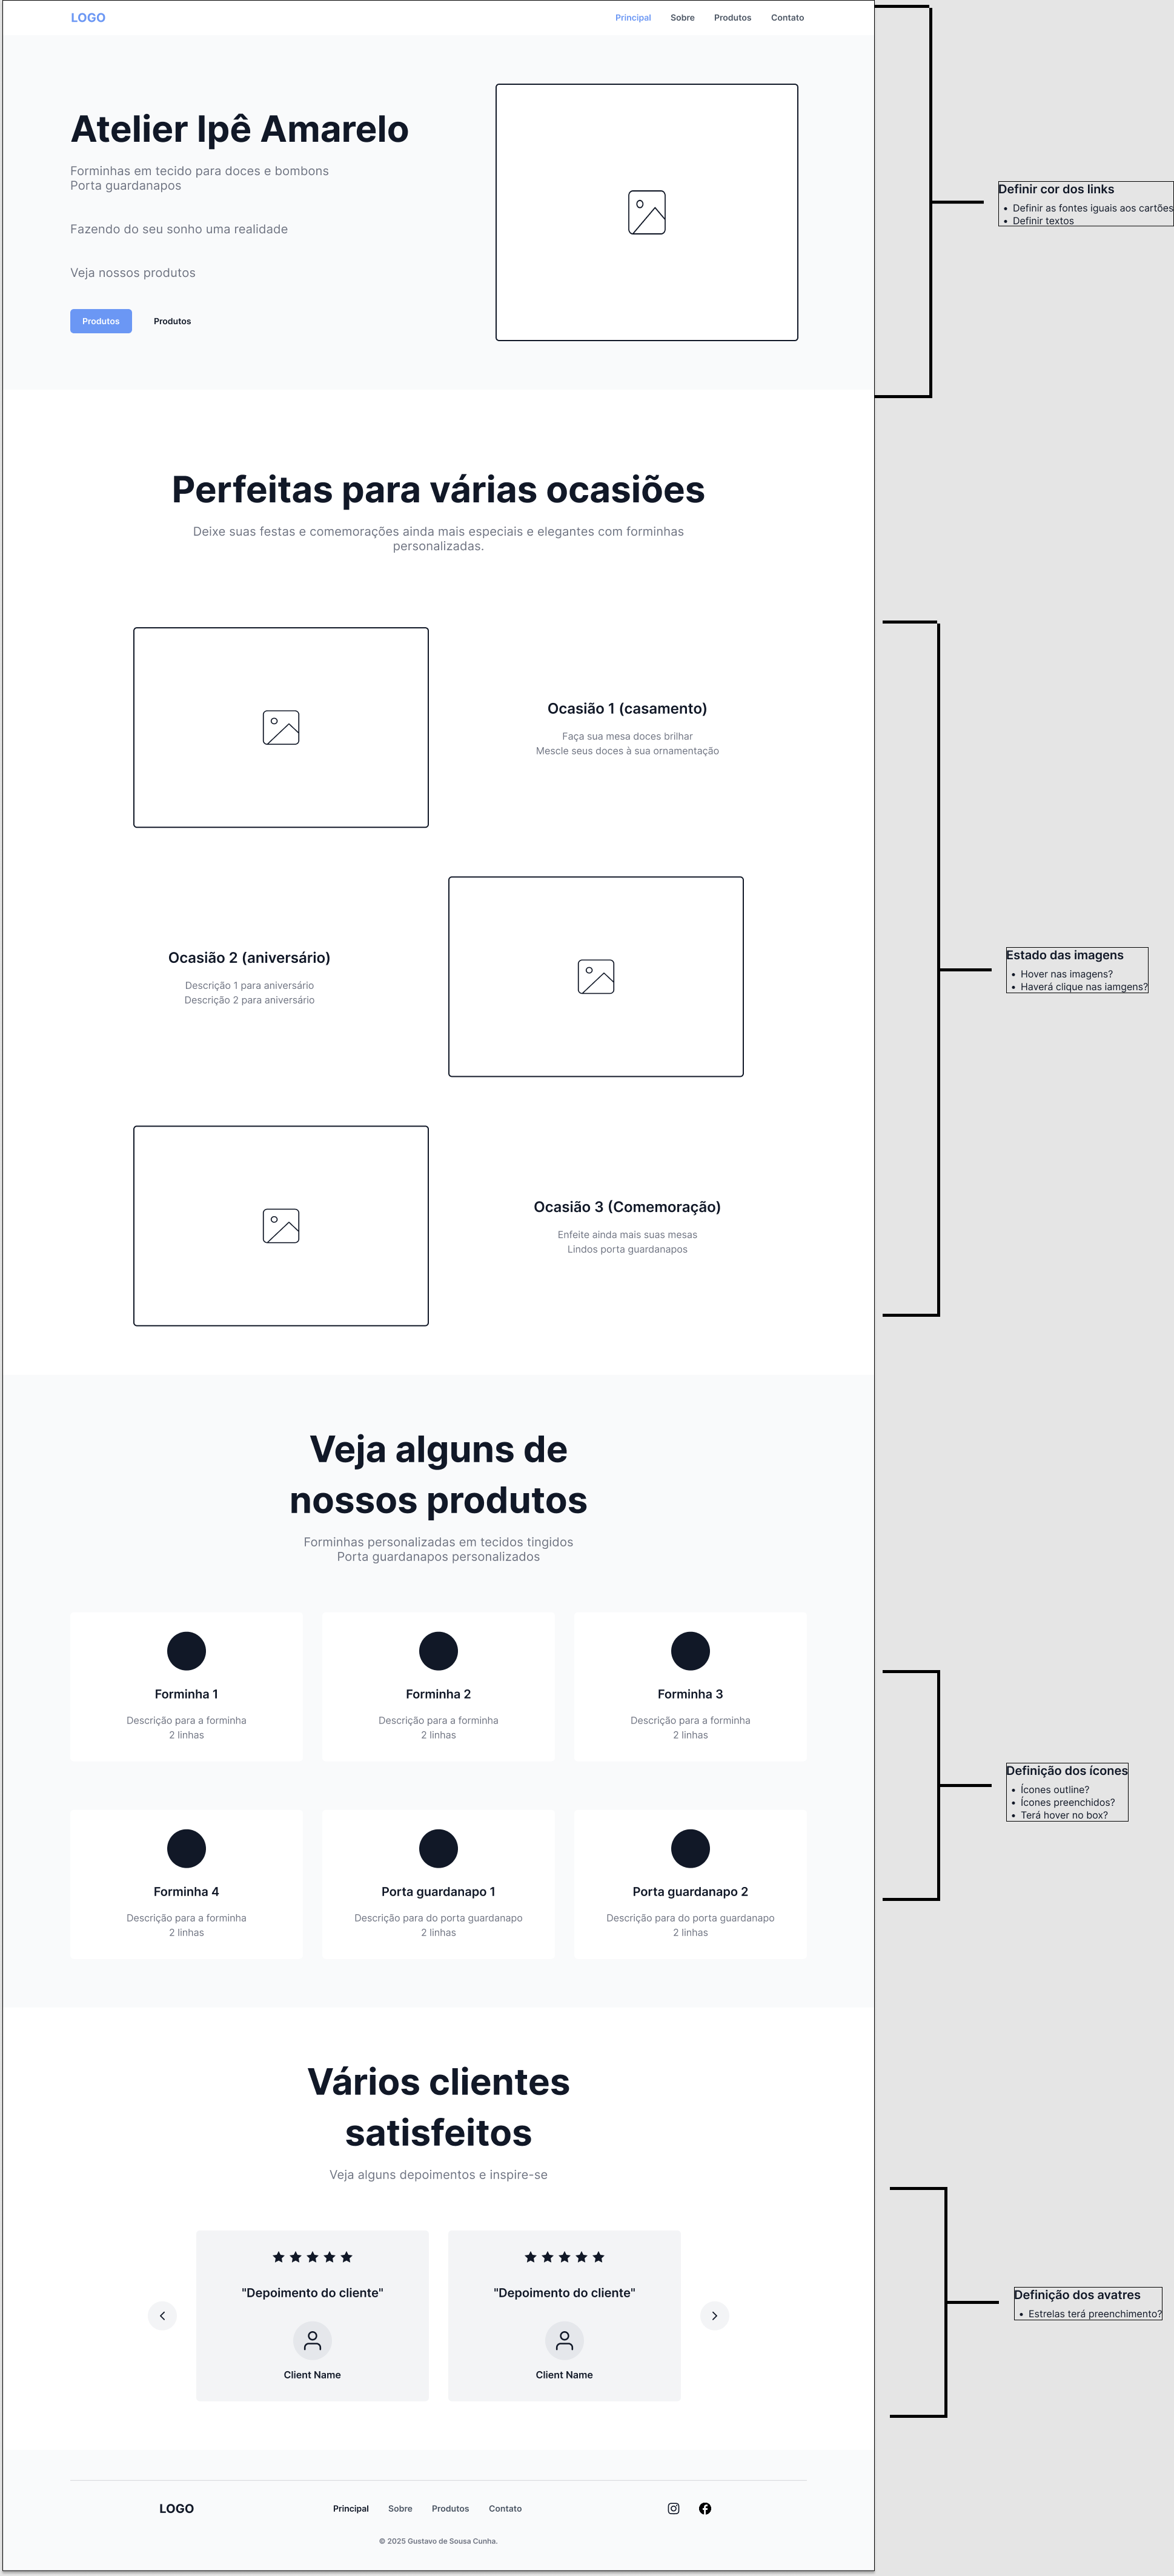 LOGO
Principal Sobre Produtos Contato
Atelier Ipê Amarelo
Forminhas em tecido para doces e bombons
Porta guardanapos
Fazendo do seu sonho uma realidade
Veja nossos produtos
Produtos Produtos
Definir cor dos links
• Definir as fontes iguais aos cartões
• Definir textos
Perfeitas para várias ocasiões
Deixe suas festas e comemorações ainda mais especiais e elegantes com forminhas
personalizadas.
Ocasião 1 (casamento)
Faça sua mesa doces brilhar
Mescle seus doces à sua ornamentação
Ocasião 2 (aniversário)
Descrição 1 para aniversário
Descrição 2 para aniversário
Estado das imagens
• Hover nas imagens?
• Haverá clique nas iamgens?
Ocasião 3 (Comemoração)
Enfeite ainda mais suas mesas
Lindos porta guardanapos
Veja alguns de
nossos produtos
Forminhas personalizadas em tecidos tingidos
Porta guardanapos personalizados
Forminha 1
Descrição para a forminha
2 linhas
Forminha 2
Descrição para a forminha
2 linhas
Forminha 3
Descrição para a forminha
2 linhas
Forminha 4
Descrição para a forminha
2 linhas
Porta guardanapo 1
Descrição para do porta guardanapo
2 linhas
Porta guardanapo 2
Descrição para do porta guardanapo
2 linhas
Definição dos ícones
• Ícones outline?
• Ícones preenchidos?
• Terá hover no box?
Vários clientes
satisfeitos
Veja alguns depoimentos e inspire-se
"Depoimento do cliente"
Client Name
"Depoimento do cliente"
Client Name
Definição dos avatres
• Estrelas terá preenchimento?
LOGO
Principal Sobre Produtos Contato
© 2025 Gustavo de Sousa Cunha.